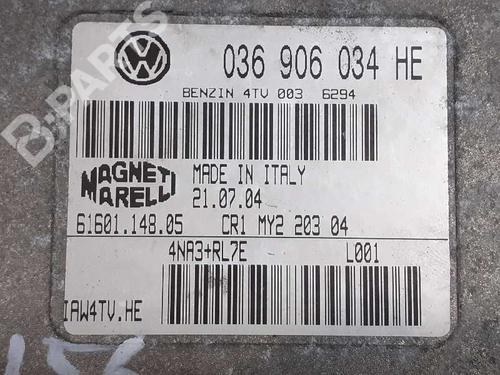 B-PARTS
036 906 034 HE
BENZIN 4TV 003 6294
MAGNETI MARELLI
MADE IN ITALY
21.07.04
61601.148.05 CR1 MY2 203 04
4NA3+RL7E L001
IAW4TV.HE